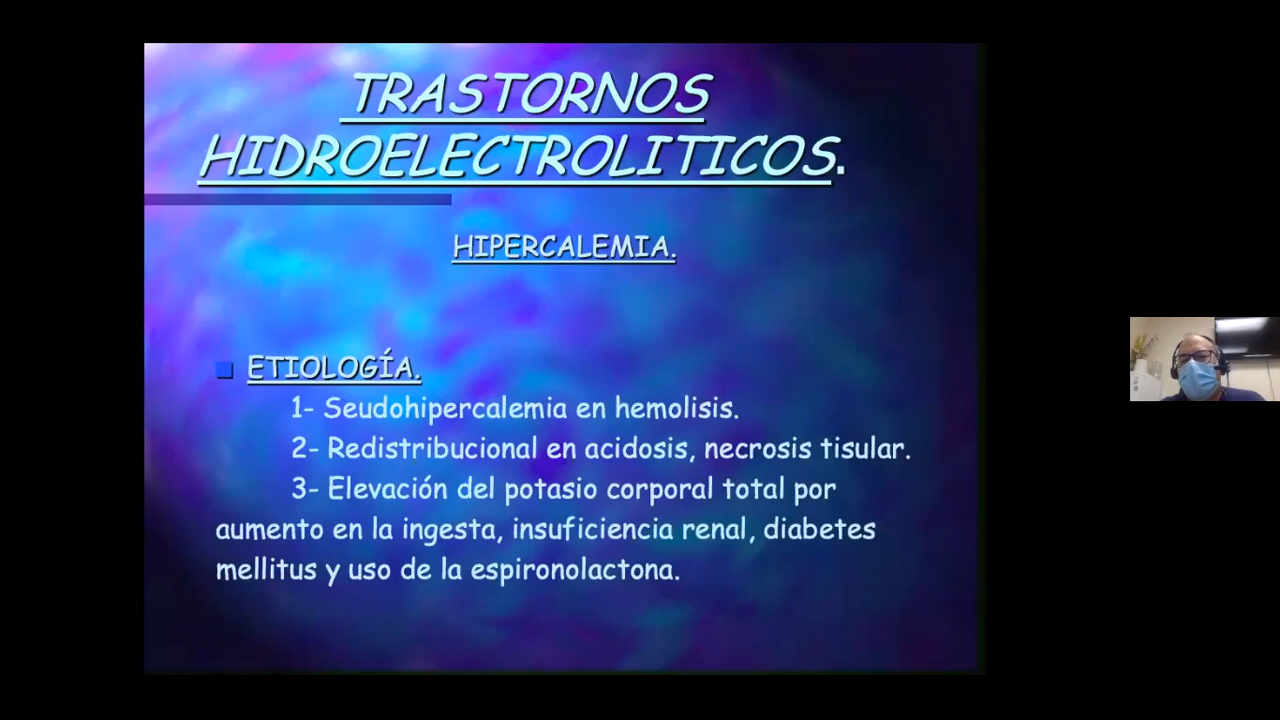 TRASTORNOS
HIDROELECTROLITICOS.
HIPERCALEMIA.
ETIOLOGÍA.
1- Seudohipercalemia en hemolisis.
2- Redistribucional en acidosis, necrosis tisular.
3- Elevación del potasio corporal total por
aumento en la ingesta, insuficiencia renal, diabetes
mellitus y uso de la espironolactona.